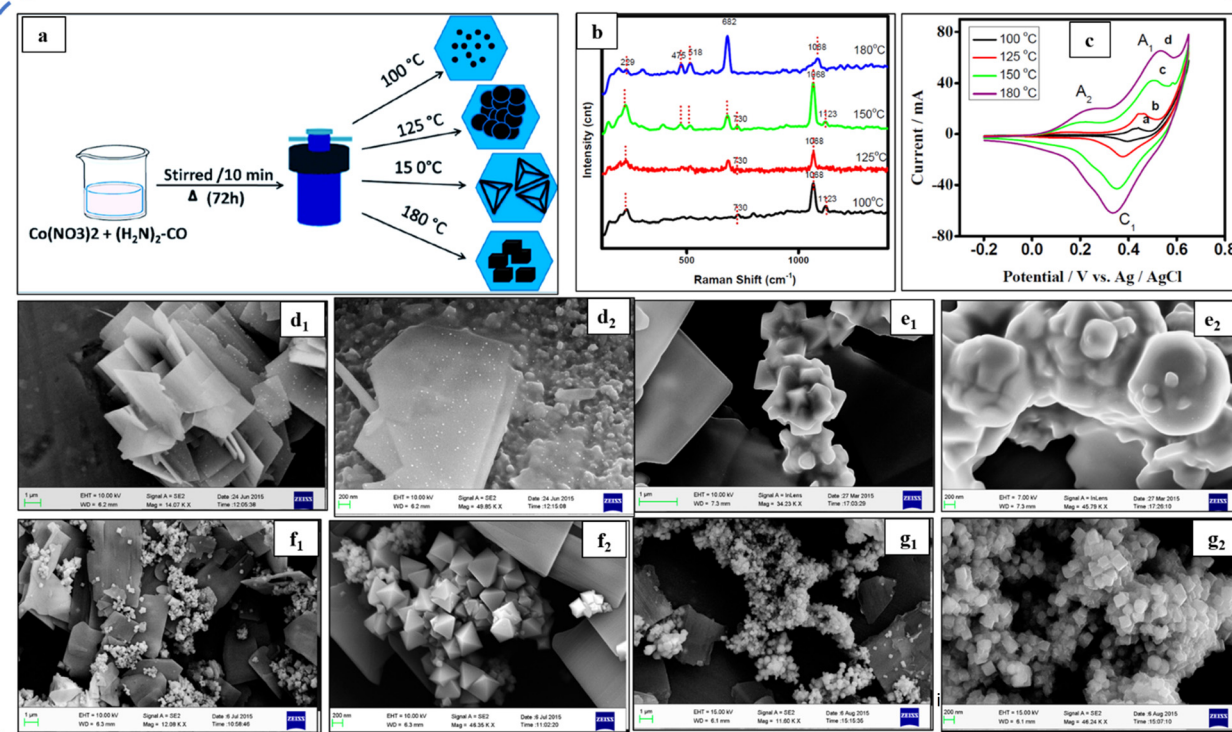 a
100 °C
125 °C
15 0°C
180 °C
Stirred /10 min
Δ (72h)
Co(NO3)2 + (H₂N)₂-CO
b
Intensity (cnt)
682
229
475
518
1068
180°C
1068
730
1123
150°C
1068
730
125°C
1068
730
1123
100°C
500
1000
Raman Shift (cm⁻¹)
c
100 °C
125 °C
150 °C
180 °C
A₁
d
c
A₂
b
a
C₁
80
40
0
-40
-80
Current / mA
-0.2
0.0
0.2
0.4
0.6
0.8
Potential / V vs. Ag / AgCl
d₁
1 µm
EHT = 10.00 kV
WD = 6.2 mm
Signal A = SE2
Mag = 14.07 K X
Date :24 Jun 2015
Time :12:05:38
ZEISS
d₂
200 nm
EHT = 10.00 kV
WD = 6.2 mm
Signal A = SE2
Mag = 49.85 K X
Date :24 Jun 2015
Time :12:15:08
ZEISS
e₁
1 µm
EHT = 10.00 kV
WD = 7.3 mm
Signal A = InLens
Mag = 34.23 K X
Date :27 Mar 2015
Time :17:03:29
ZEISS
e₂
200 nm
EHT = 7.00 kV
WD = 7.3 mm
Signal A = InLens
Mag = 45.79 K X
Date :27 Mar 2015
Time :17:26:10
ZEISS
f₁
1 µm
EHT = 10.00 kV
WD = 6.3 mm
Signal A = SE2
Mag = 12.09 K X
Date :6 Jul 2015
Time :10:58:46
ZEISS
f₂
200 nm
EHT = 10.00 kV
WD = 6.3 mm
Signal A = SE2
Mag = 46.35 K X
Date :6 Jul 2015
Time :11:02:20
ZEISS
g₁
1 µm
EHT = 15.00 kV
WD = 6.1 mm
Signal A = SE2
Mag = 11.60 K X
Date :6 Aug 2015
Time :15:15:35
ZEISS
g₂
i
200 nm
EHT = 15.00 kV
WD = 6.1 mm
Signal A = SE2
Mag = 46.24 K X
Date :6 Aug 2015
Time :15:07:10
ZEISS